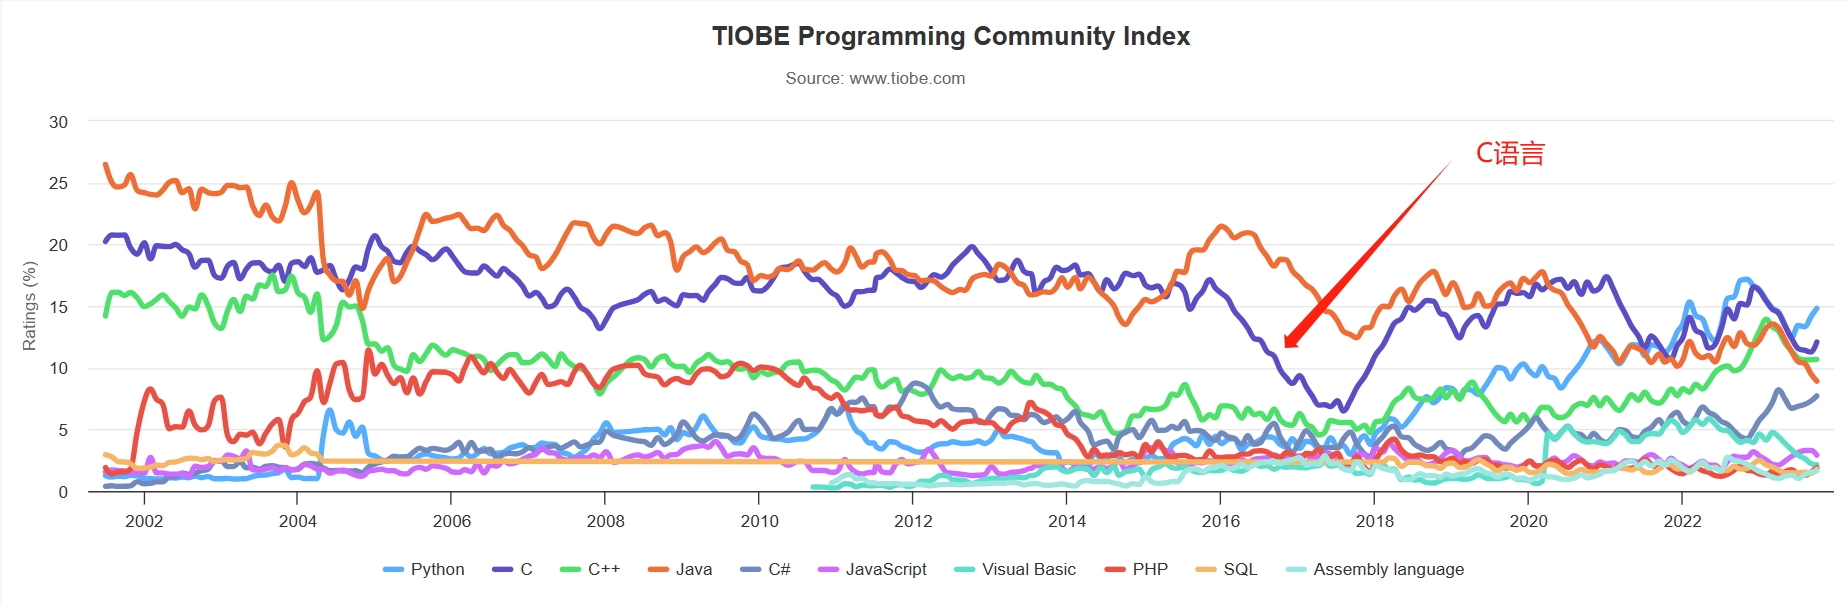 TIOBE Programming Community Index
Source: www.tiobe.com
C语言
Ratings (%)
30
25
20
15
10
5
0
2002 2004 2006 2008 2010 2012 2014 2016 2018 2020 2022
Python C C++ Java C# JavaScript Visual Basic PHP SQL Assembly language